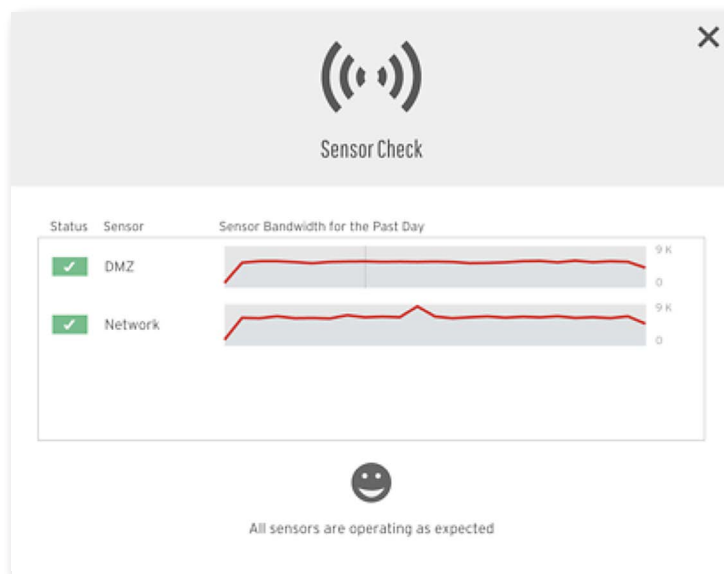 Sensor Check
Status Sensor Sensor Bandwidth for the Past Day
DMZ 9 K
0
Network 9 K
0
All sensors are operating as expected